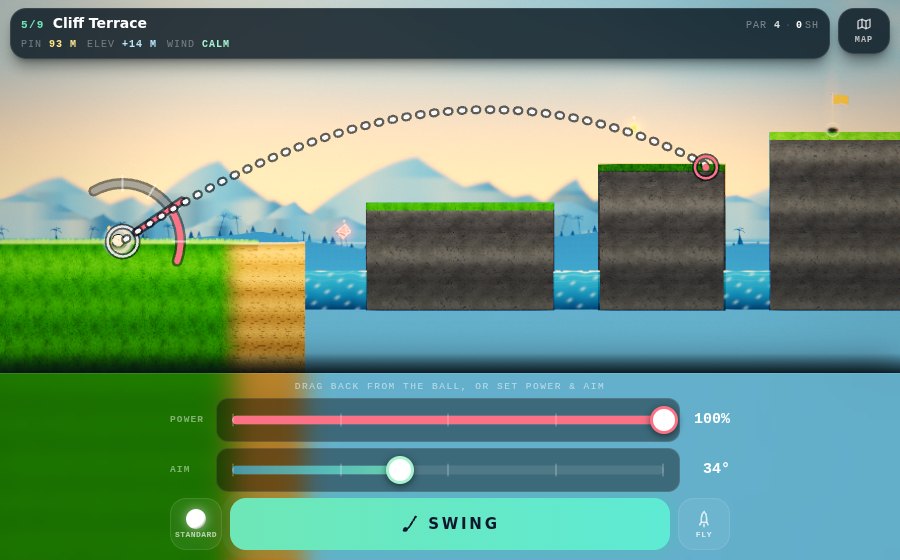 5/9 Cliff Terrace
PIN 93 M ELEV +14 M WIND CALM
PAR 4 · 0 SH
MAP
DRAG BACK FROM THE BALL, OR SET POWER & AIM
POWER 100%
AIM 34°
STANDARD
SWING
FLY